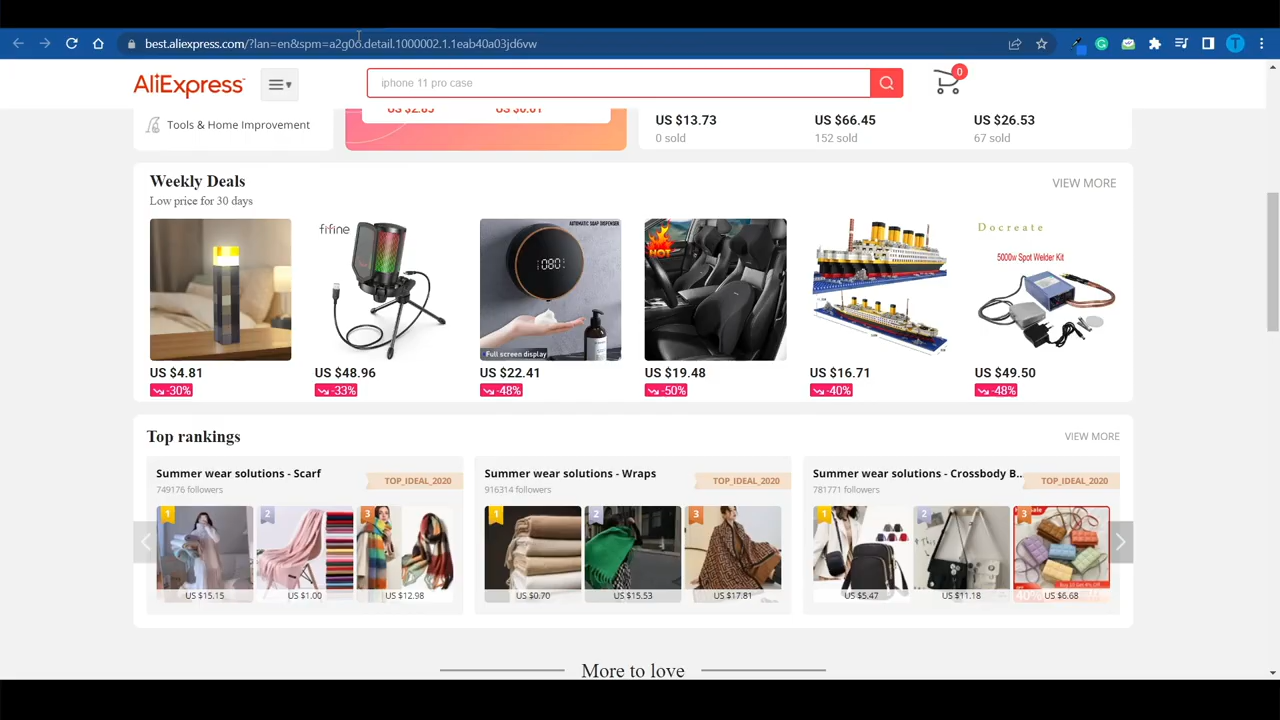 best.aliexpress.com/?lan=en&spm=a2g0o.detail.1000002.1.1eab40a03jd6vw
T
AliExpress
iphone 11 pro case
0
Tools & Home Improvement
US $2.85 US $0.61
US $13.73 US $66.45 US $26.53
0 sold 152 sold 67 sold
Weekly Deals
VIEW MORE
Low price for 30 days
fifine
AUTOMATIC SOAP DISPENSER
080
Full screen display
HOT
Docreate
5000w Spot Welder Kit
US $4.81 US $48.96 US $22.41 US $19.48 US $16.71 US $49.50
-30% -33% -48% -50% -40% -48%
Top rankings
VIEW MORE
Summer wear solutions - Scarf
TOP_IDEAL_2020
749176 followers
1 2 3
US $15.15 US $1.00 US $12.98
Summer wear solutions - Wraps
TOP_IDEAL_2020
916314 followers
1 2 3
US $0.70 US $15.53 US $17.81
Summer wear solutions - Crossbody B..
TOP_IDEAL_2020
781771 followers
1 2 3
Buy 10 Get 4% Off
US $5.47 US $11.18 US $6.68
More to love